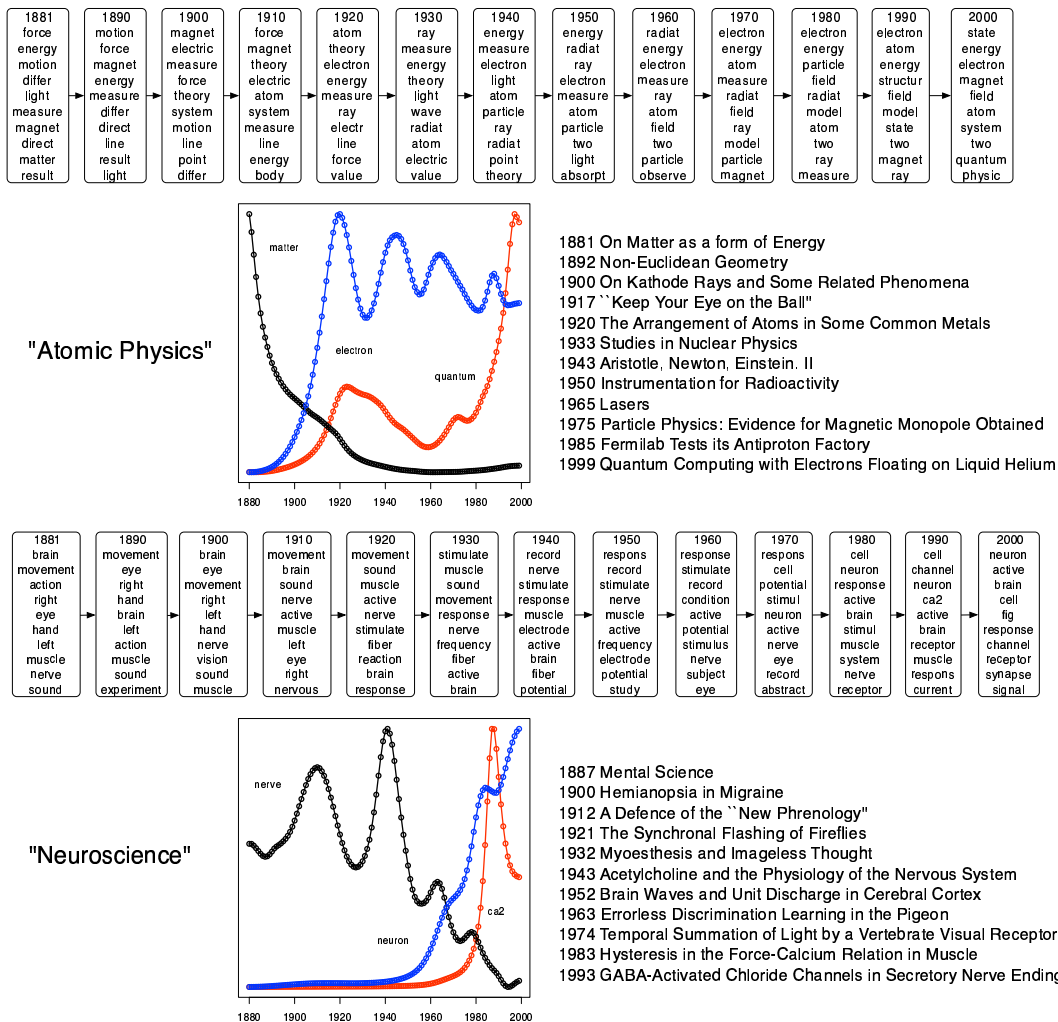 1881
force
energy
motion
differ
light
measure
magnet
direct
matter
result
1890
motion
force
magnet
energy
measure
differ
direct
line
result
light
1900
magnet
electric
measure
force
theory
system
motion
line
point
differ
1910
force
magnet
theory
electric
atom
system
measure
line
energy
body
1920
atom
theory
electron
energy
measure
ray
electr
line
force
value
1930
ray
measure
energy
theory
light
wave
radiat
atom
electric
value
1940
energy
measure
electron
light
atom
particle
ray
radiat
point
theory
1950
energy
radiat
ray
electron
measure
atom
particle
two
light
absorpt
1960
radiat
energy
electron
measure
ray
atom
field
two
particle
observe
1970
electron
energy
atom
measure
radiat
field
ray
model
particle
magnet
1980
electron
energy
particle
field
radiat
model
atom
two
ray
measure
1990
electron
atom
energy
structur
field
model
state
two
magnet
ray
2000
state
energy
electron
magnet
field
atom
system
two
quantum
physic
"Atomic Physics"
matter
electron
quantum
1880 1900 1920 1940 1960 1980 2000
1881 On Matter as a form of Energy
1892 Non-Euclidean Geometry
1900 On Kathode Rays and Some Related Phenomena
1917 ``Keep Your Eye on the Ball"
1920 The Arrangement of Atoms in Some Common Metals
1933 Studies in Nuclear Physics
1943 Aristotle, Newton, Einstein. II
1950 Instrumentation for Radioactivity
1965 Lasers
1975 Particle Physics: Evidence for Magnetic Monopole Obtained
1985 Fermilab Tests its Antiproton Factory
1999 Quantum Computing with Electrons Floating on Liquid Helium
1881
brain
movement
action
right
eye
hand
left
muscle
nerve
sound
1890
movement
eye
right
hand
brain
left
action
muscle
sound
experiment
1900
brain
eye
movement
right
left
hand
nerve
vision
sound
muscle
1910
movement
brain
sound
nerve
active
muscle
left
eye
right
nervous
1920
movement
sound
muscle
active
nerve
stimulate
fiber
reaction
brain
response
1930
stimulate
muscle
sound
movement
response
nerve
frequency
fiber
active
brain
1940
record
nerve
stimulate
response
muscle
electrode
active
brain
fiber
potential
1950
respons
record
stimulate
nerve
muscle
active
frequency
electrode
potential
study
1960
response
stimulate
record
condition
active
potential
stimulus
nerve
subject
eye
1970
respons
cell
potential
stimul
neuron
active
nerve
eye
record
abstract
1980
cell
neuron
response
active
brain
stimul
muscle
system
nerve
receptor
1990
cell
channel
neuron
ca2
active
brain
receptor
muscle
respons
current
2000
neuron
active
brain
cell
fig
response
channel
receptor
synapse
signal
"Neuroscience"
nerve
neuron
ca2
1880 1900 1920 1940 1960 1980 2000
1887 Mental Science
1900 Hemianopsia in Migraine
1912 A Defence of the ``New Phrenology"
1921 The Synchronal Flashing of Fireflies
1932 Myoesthesis and Imageless Thought
1943 Acetylcholine and the Physiology of the Nervous System
1952 Brain Waves and Unit Discharge in Cerebral Cortex
1963 Errorless Discrimination Learning in the Pigeon
1974 Temporal Summation of Light by a Vertebrate Visual Receptor
1983 Hysteresis in the Force-Calcium Relation in Muscle
1993 GABA-Activated Chloride Channels in Secretory Nerve Ending